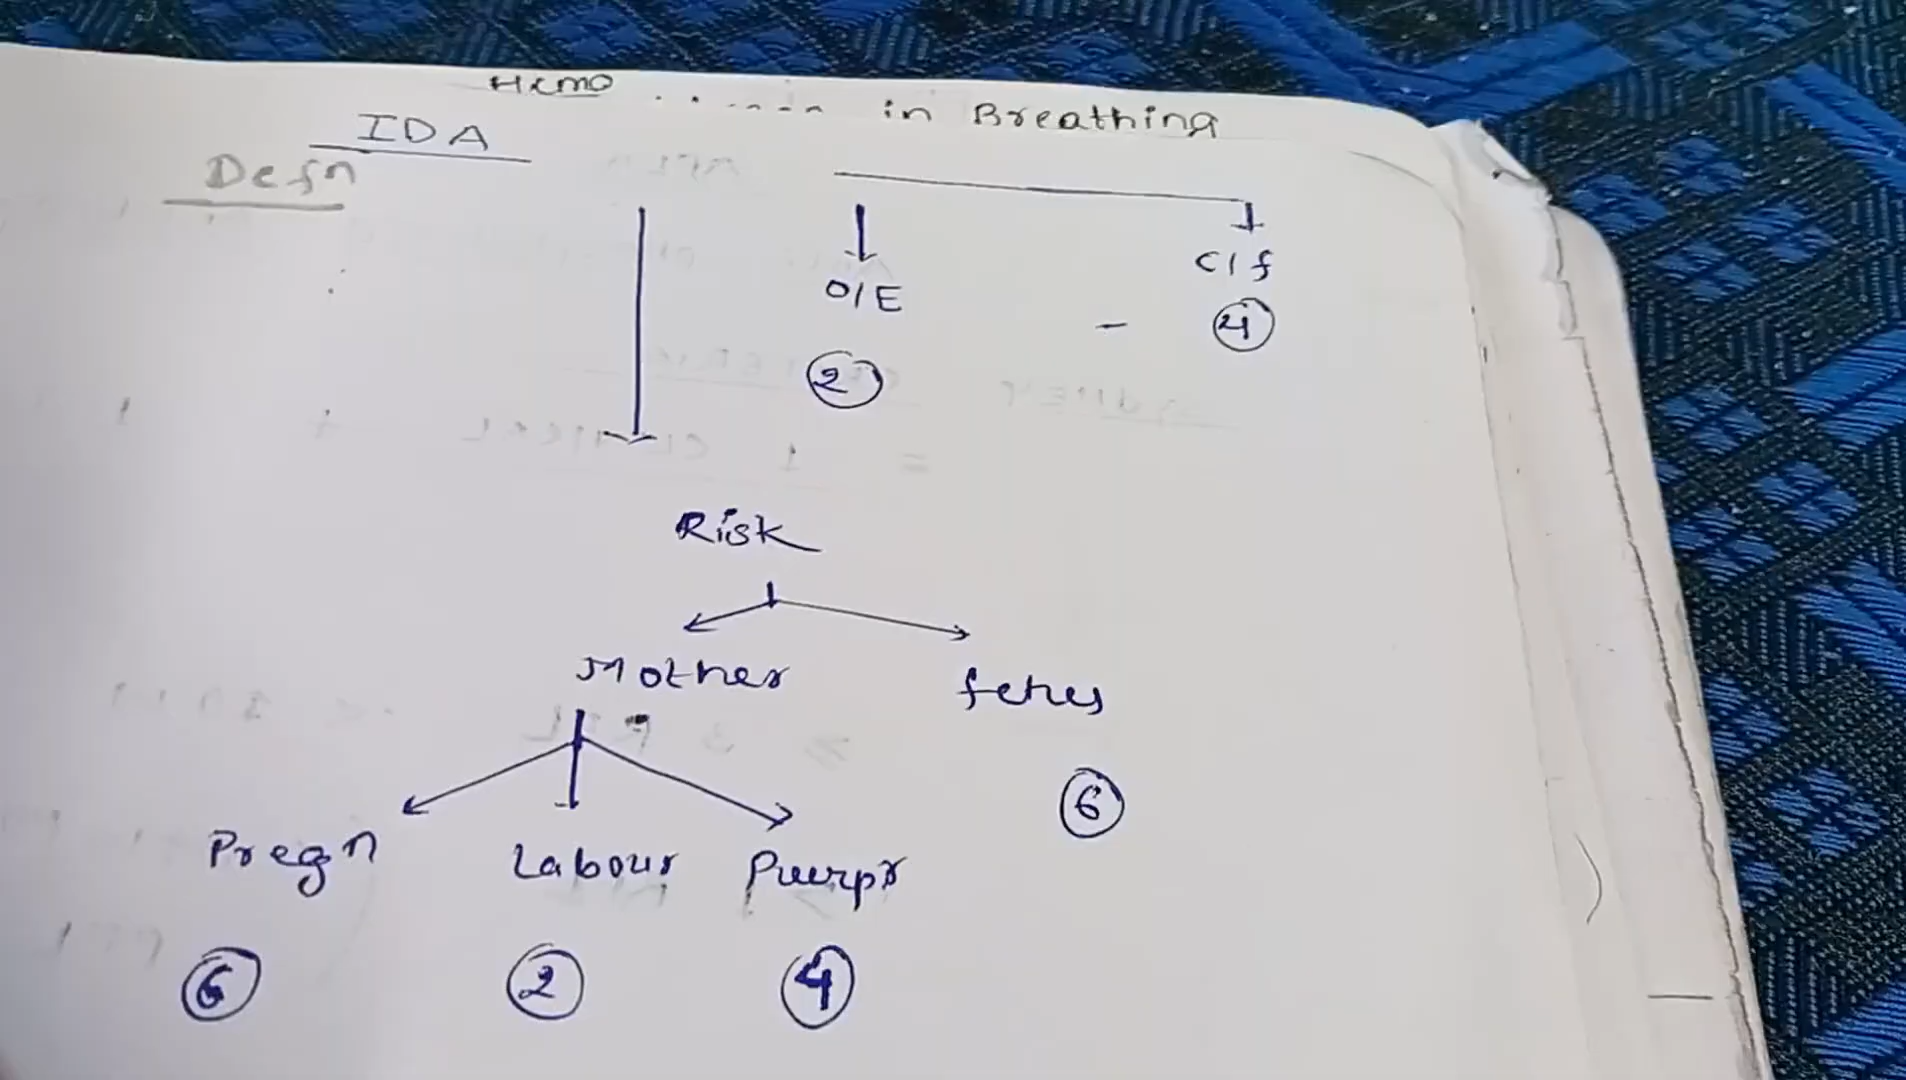 Hemo in Breathing
IDA
Defn
O/E
C/f
②
④
Risk
Mother
fetus
⑥
Pregn
Labour
Puerpr
⑥
②
④